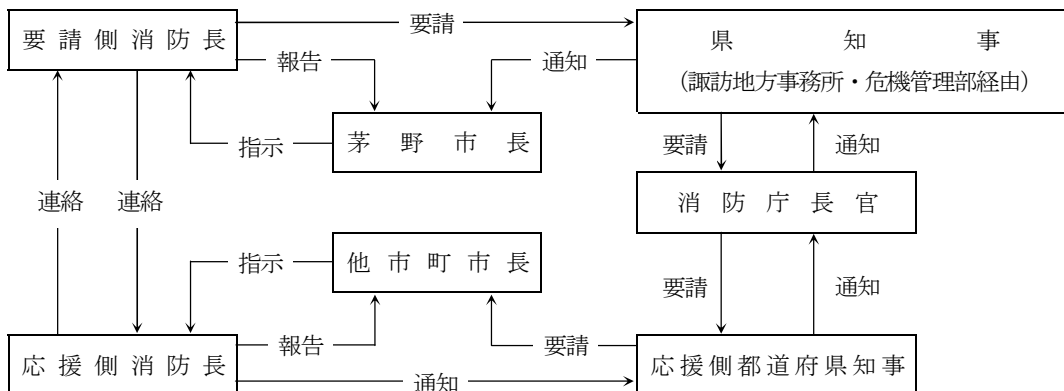 要請
要請側消防長
県知事
(諏訪地方事務所・危機管理部経由)
報告
通知
指示
茅野市長
要請
通知
連絡
連絡
消防庁長官
指示
他市町市長
要請
通知
報告
要請
応援側消防長
応援側都道府県知事
通知